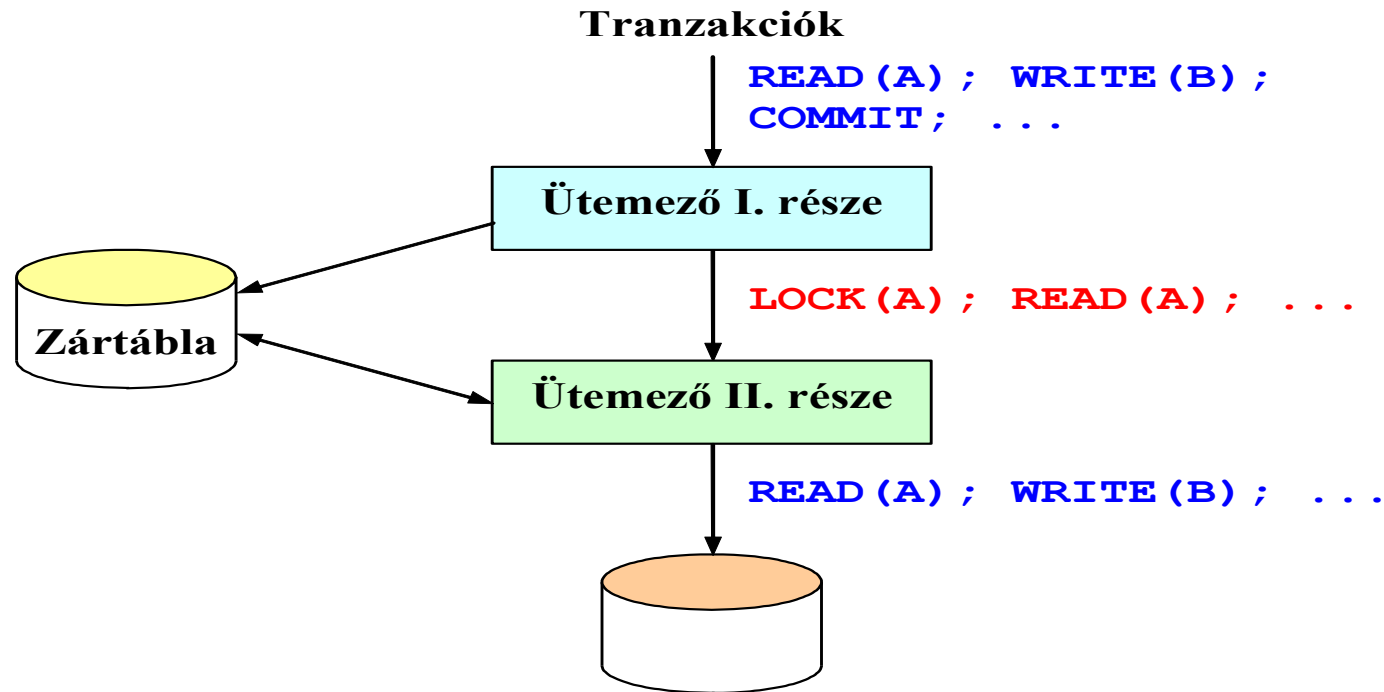 Tranzakciók
READ(A); WRITE(B);
COMMIT; ...
Ütemező I. része
LOCK(A); READ(A); ...
Zártábla
Ütemező II. része
READ(A); WRITE(B); ...